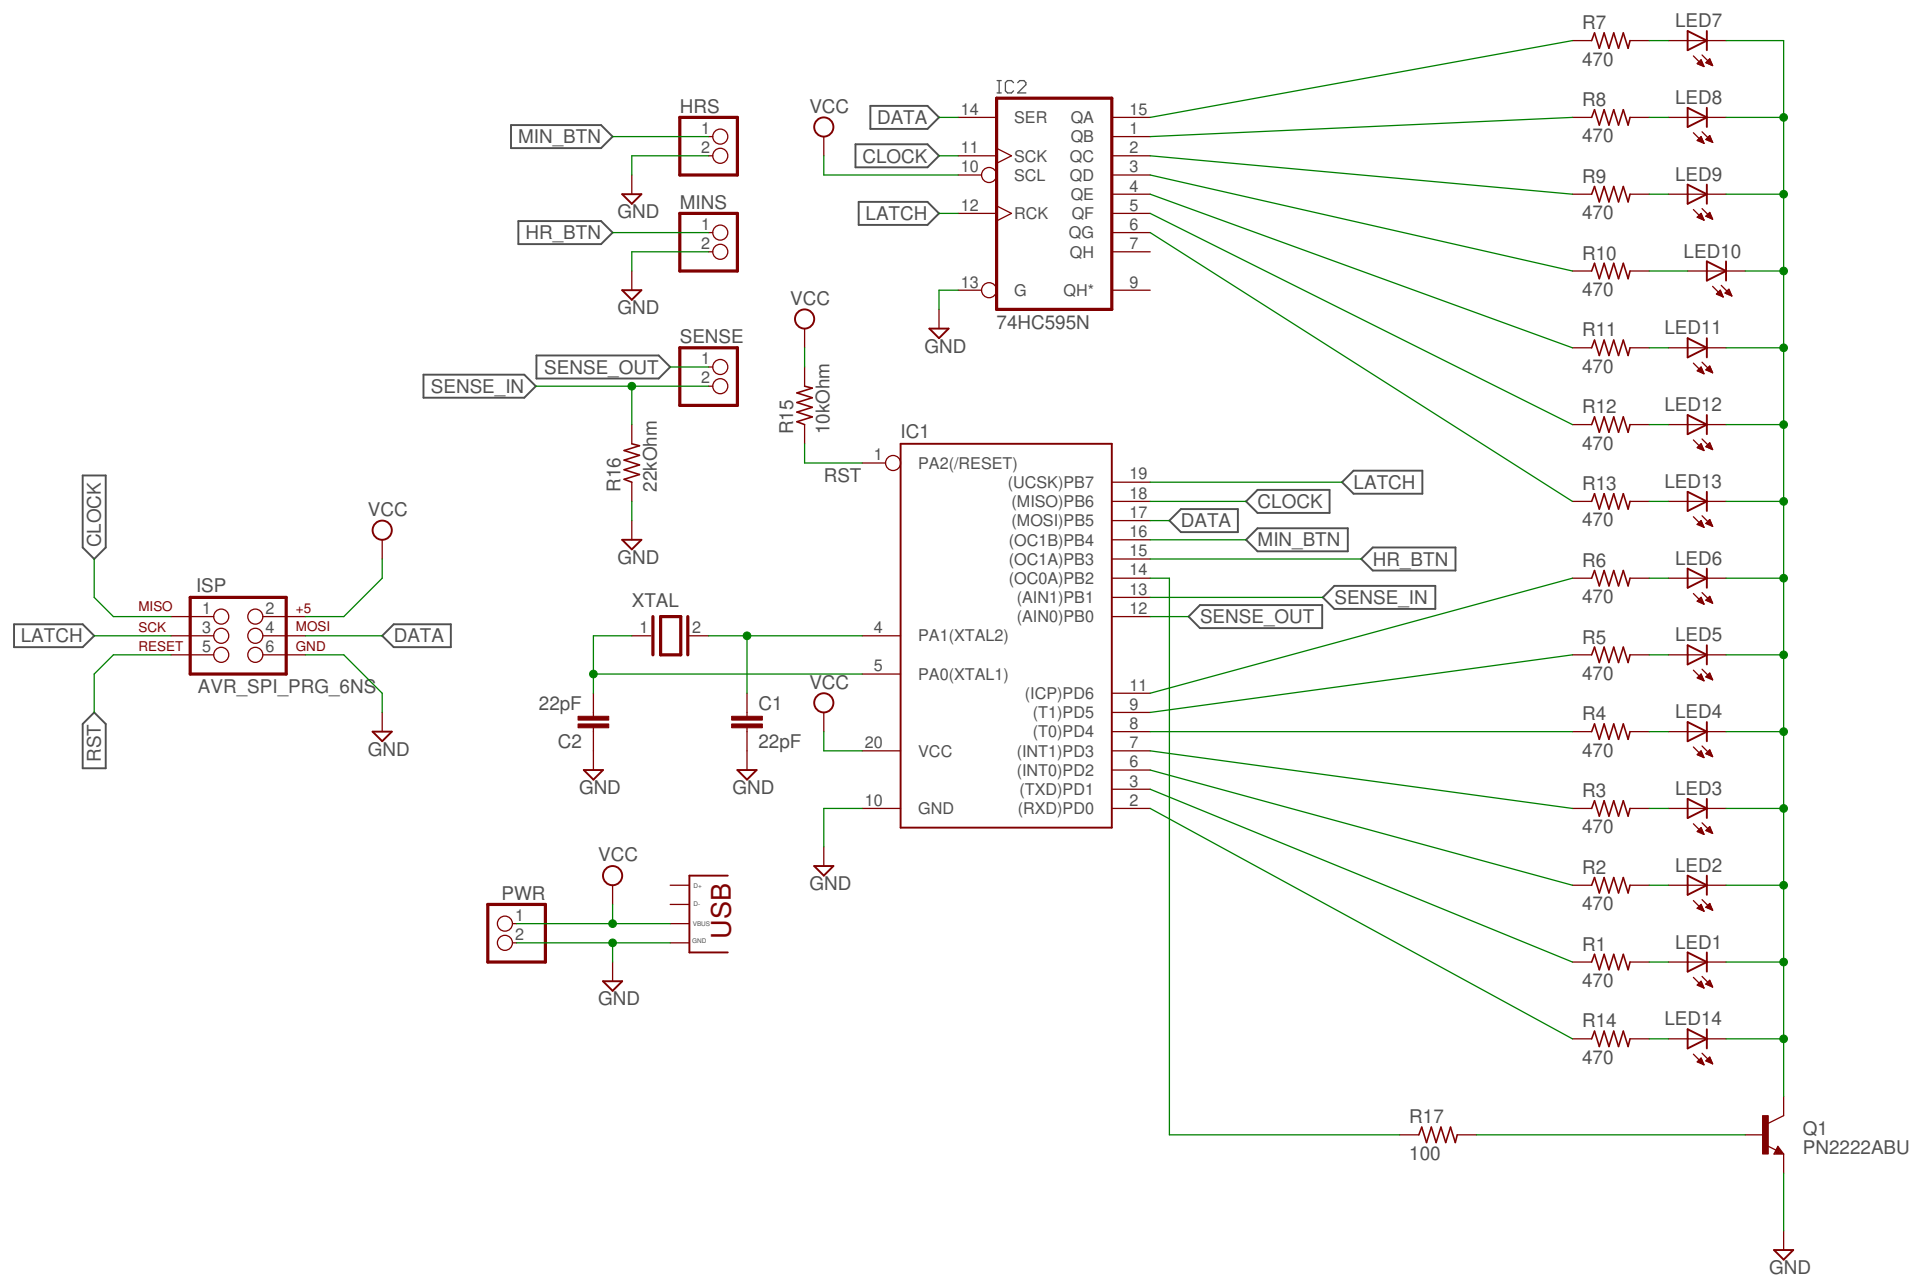 HRS
MIN_BTN
1
2
GND
MINS
HR_BTN
1
2
GND
SENSE
SENSE_OUT
SENSE_IN
1
2
R16
22kOhm
GND
CLOCK
LATCH
RST
ISP
MISO
SCK
RESET
1
3
5
2
4
6
+5
MOSI
GND
AVR_SPI_PRG_6NS
VCC
DATA
GND
XTAL
1
2
22pF
C2
GND
C1
22pF
GND
PWR
1
2
VCC
GND
D+
D-
VBUS
GND
USB
VCC
DATA
CLOCK
LATCH
GND
IC2
14
11
10
12
13
SER
SCK
SCL
RCK
G
QA
QB
QC
QD
QE
QF
QG
QH
QH*
15
1
2
3
4
5
6
7
9
74HC595N
VCC
R15
10kOhm
RST
IC1
1
4
5
20
10
PA2(/RESET)
PA1(XTAL2)
PA0(XTAL1)
VCC
GND
VCC
GND
(UCSK)PB7
(MISO)PB6
(MOSI)PB5
(OC1B)PB4
(OC1A)PB3
(OC0A)PB2
(AIN1)PB1
(AIN0)PB0
(ICP)PD6
(T1)PD5
(T0)PD4
(INT1)PD3
(INT0)PD2
(TXD)PD1
(RXD)PD0
19
18
17
16
15
14
13
12
11
9
8
7
6
3
2
LATCH
CLOCK
DATA
MIN_BTN
HR_BTN
SENSE_IN
SENSE_OUT
R7 LED7
470
R8 LED8
470
R9 LED9
470
R10 LED10
470
R11 LED11
470
R12 LED12
470
R13 LED13
470
R6 LED6
470
R5 LED5
470
R4 LED4
470
R3 LED3
470
R2 LED2
470
R1 LED1
470
R14 LED14
470
R17
100
Q1
PN2222ABU
GND